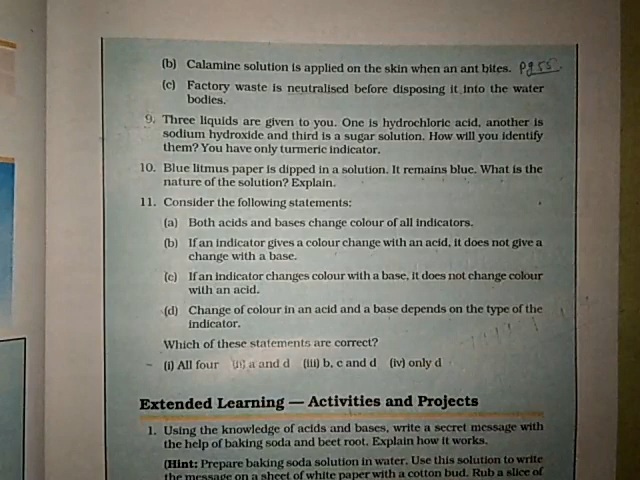 (b) Calamine solution is applied on the skin when an ant bites. Pg 55.
(c) Factory waste is neutralised before disposing it into the water
bodies.
9. Three liquids are given to you. One is hydrochloric acid, another is
sodium hydroxide and third is a sugar solution. How will you identify
them? You have only turmeric indicator.
10. Blue litmus paper is dipped in a solution. It remains blue. What is the
nature of the solution? Explain.
11. Consider the following statements:
(a) Both acids and bases change colour of all indicators.
(b) If an indicator gives a colour change with an acid, it does not give a
change with a base.
(c) If an indicator changes colour with a base, it does not change colour
with an acid.
(d) Change of colour in an acid and a base depends on the type of the
indicator.
Which of these statements are correct?
(i) All four (ii) a and d (iii) b, c and d (iv) only d
Extended Learning — Activities and Projects
1. Using the knowledge of acids and bases, write a secret message with
the help of baking soda and beet root. Explain how it works.
(Hint: Prepare baking soda solution in water. Use this solution to write
the message on a sheet of white paper with a cotton bud. Rub a slice of